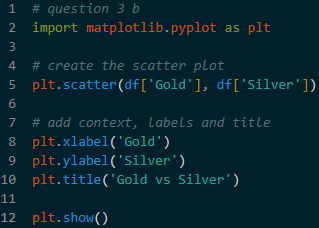 1 # question 3 b
2 import matplotlib.pyplot as plt
3
4 # create the scatter plot
5 plt.scatter(df['Gold'], df['Silver'])
6
7 # add context, labels and title
8 plt.xlabel('Gold')
9 plt.ylabel('Silver')
10 plt.title('Gold vs Silver')
11
12 plt.show()